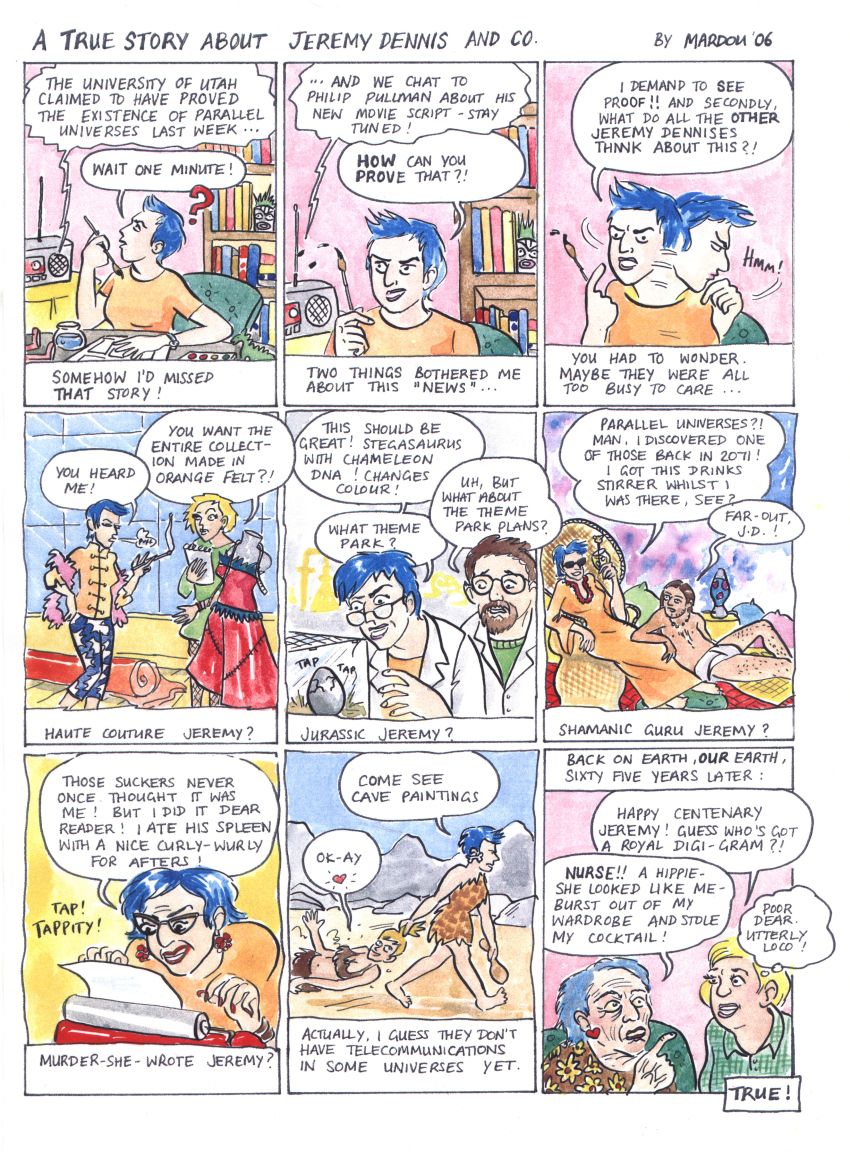 A TRUE STORY ABOUT JEREMY DENNIS AND CO. BY MARDOU '06
THE UNIVERSITY OF UTAH
CLAIMED TO HAVE PROVED
THE EXISTENCE OF PARALLEL
UNIVERSES LAST WEEK...
WAIT ONE MINUTE!
?
SOMEHOW I'D MISSED
THAT STORY!
... AND WE CHAT TO
PHILIP PULLMAN ABOUT HIS
NEW MOVIE SCRIPT - STAY
TUNED!
HOW CAN YOU
PROVE THAT?!
TWO THINGS BOTHERED ME
ABOUT THIS "NEWS"...
I DEMAND TO SEE
PROOF!! AND SECONDLY,
WHAT DO ALL THE OTHER
JEREMY DENNISES
THINK ABOUT THIS?!
HMM!
YOU HAD TO WONDER.
MAYBE THEY WERE ALL
TOO BUSY TO CARE...
YOU HEARD
ME!
YOU WANT THE
ENTIRE COLLECT-
ION MADE IN
ORANGE FELT?!
HAUTE COUTURE JEREMY?
THIS SHOULD BE
GREAT! STEGASAURUS
WITH CHAMELEON
DNA! CHANGES
COLOUR!
UH, BUT
WHAT ABOUT
THE THEME
PARK PLANS?
WHAT THEME
PARK?
TAP
TAP
JURASSIC JEREMY?
PARALLEL UNIVERSES?!
MAN, I DISCOVERED ONE
OF THOSE BACK IN 2071!
I GOT THIS DRINKS
STIRRER WHILST I
WAS THERE, SEE?
FAR-OUT,
J.D.!
SHAMANIC GURU JEREMY?
THOSE SUCKERS NEVER
ONCE THOUGHT IT WAS
ME! BUT I DID IT DEAR
READER! I ATE HIS SPLEEN
WITH A NICE CURLY-WURLY
FOR AFTERS!
TAP!
TAPPITY!
MURDER-SHE-WROTE JEREMY?
COME SEE
CAVE PAINTINGS
OK-AY
ACTUALLY, I GUESS THEY DON'T
HAVE TELECOMMUNICATIONS
IN SOME UNIVERSES YET.
BACK ON EARTH, OUR EARTH,
SIXTY FIVE YEARS LATER:
HAPPY CENTENARY
JEREMY! GUESS WHO'S GOT
A ROYAL DIGI-GRAM?!
NURSE!! A HIPPIE-
SHE LOOKED LIKE ME-
BURST OUT OF MY
WARDROBE AND STOLE
MY COCKTAIL!
POOR
DEAR.
UTTERLY
LOCO!
TRUE!